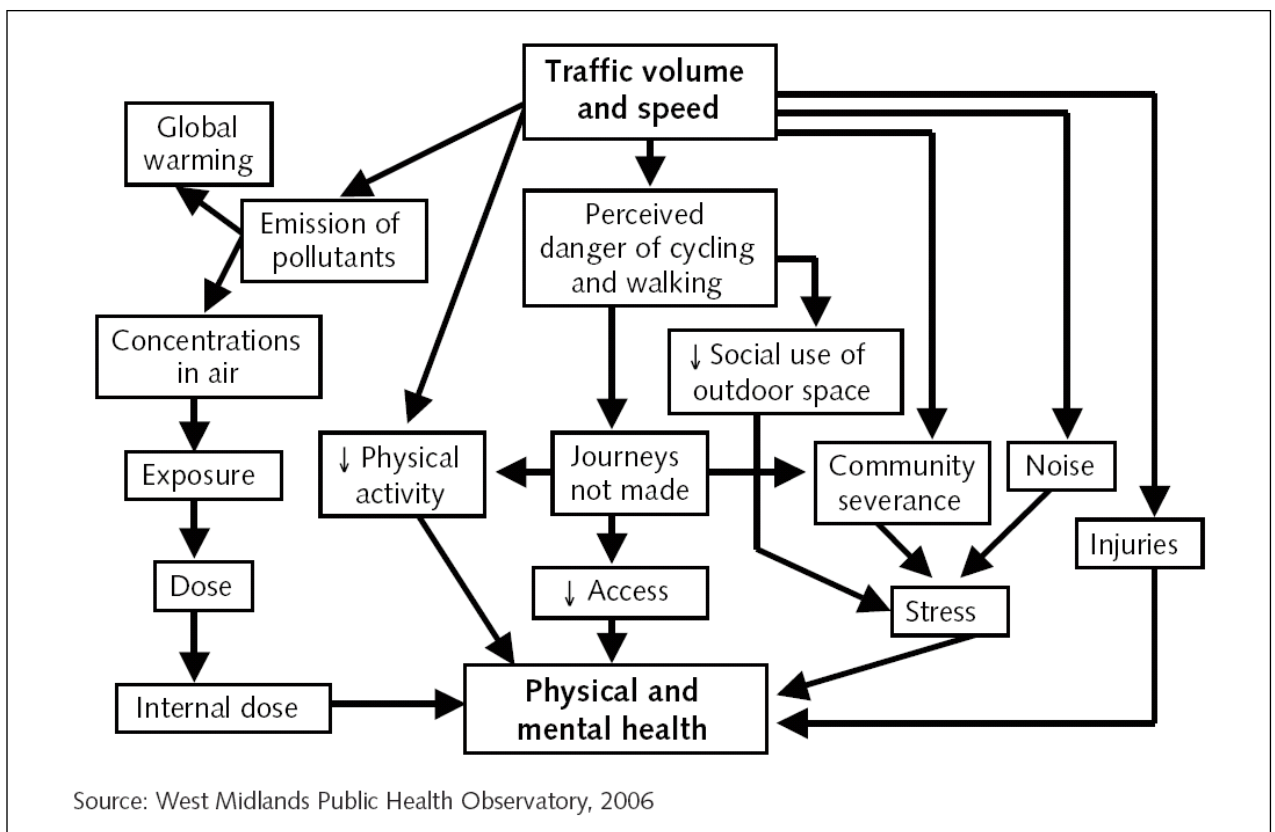 Traffic volume
and speed
Global
warming
Emission of
pollutants
Perceived
danger of cycling
and walking
Concentrations
in air
↓ Social use of
outdoor space
Exposure
↓ Physical
activity
Journeys
not made
Community
severance
Noise
Injuries
Dose
↓ Access
Stress
Internal dose
Physical and
mental health
Source: West Midlands Public Health Observatory, 2006